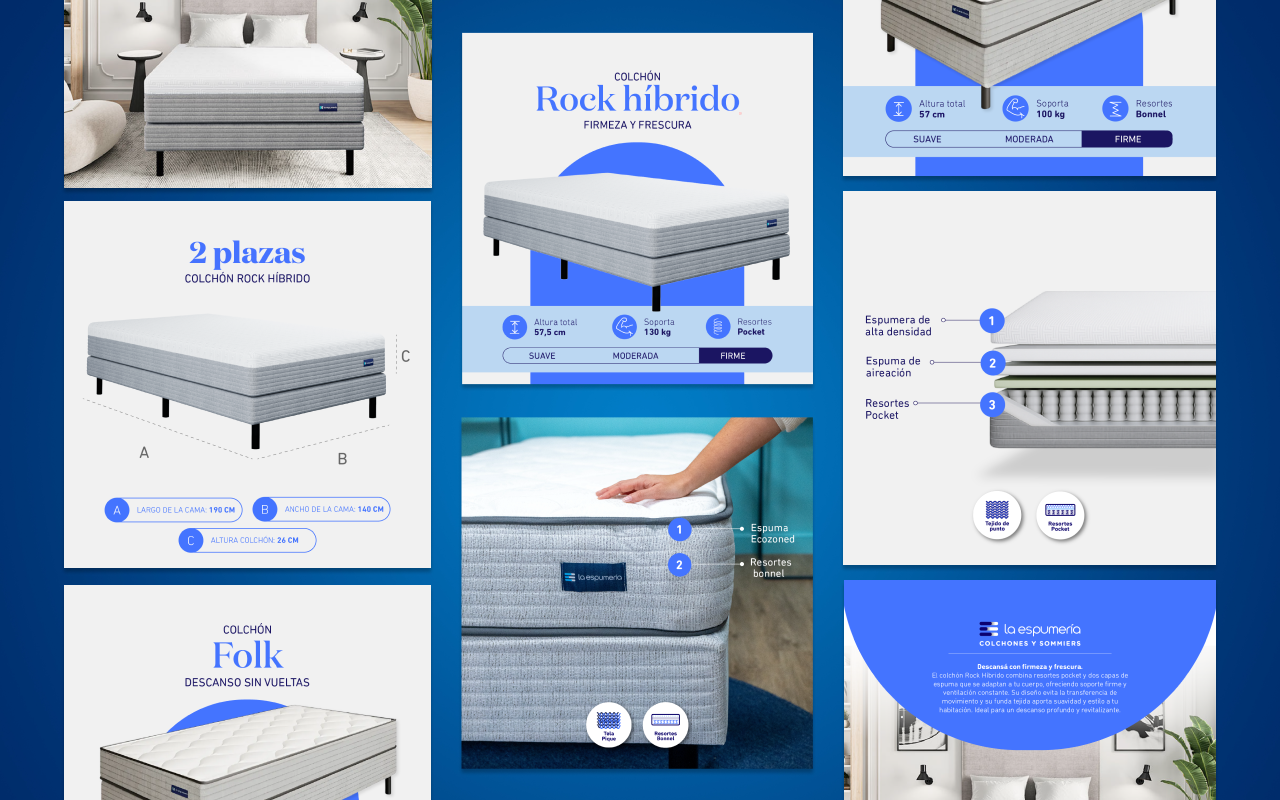 2 plazas
COLCHÓN ROCK HÍBRIDO
C
A
B
A LARGO DE LA CAMA: 190 CM
B ANCHO DE LA CAMA: 140 CM
C ALTURA COLCHÓN: 26 CM
COLCHÓN
Folk
DESCANSO SIN VUELTAS
COLCHÓN
Rock híbrido
FIRMEZA Y FRESCURA
Altura total
57,5 cm
Soporta
130 kg
Resortes
Pocket
SUAVE
MODERADA
FIRME
1
Espuma
Ecozoned
2
Resortes
bonnel
la espumería
Tela
Pique
Resortes
Bonnel
Altura total
57 cm
Soporta
100 kg
Resortes
Bonnel
SUAVE
MODERADA
FIRME
Espumera de
alta densidad
1
Espuma de
aireación
2
Resortes
Pocket
3
Tejido de
punto
Resortes
Pocket
la espumería
COLCHONES Y SOMMIERS
Descansá con firmeza y frescura.
El colchón Rock Híbrido combina resortes pocket y dos capas de
espuma que se adaptan a tu cuerpo, ofreciendo soporte firme y
ventilación constante. Su diseño evita la transferencia de
movimiento y su funda tejida aporta suavidad y estilo a tu
habitación. Ideal para un descanso profundo y revitalizante.